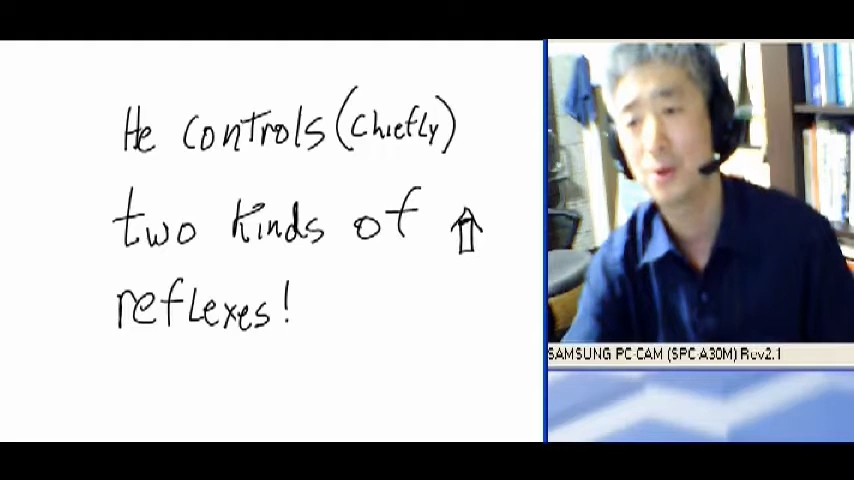 He controls (chiefly)
two kinds of ⇧
reflexes!
SAMSUNG PC-CAM (SPC-A30M) Rev2.1